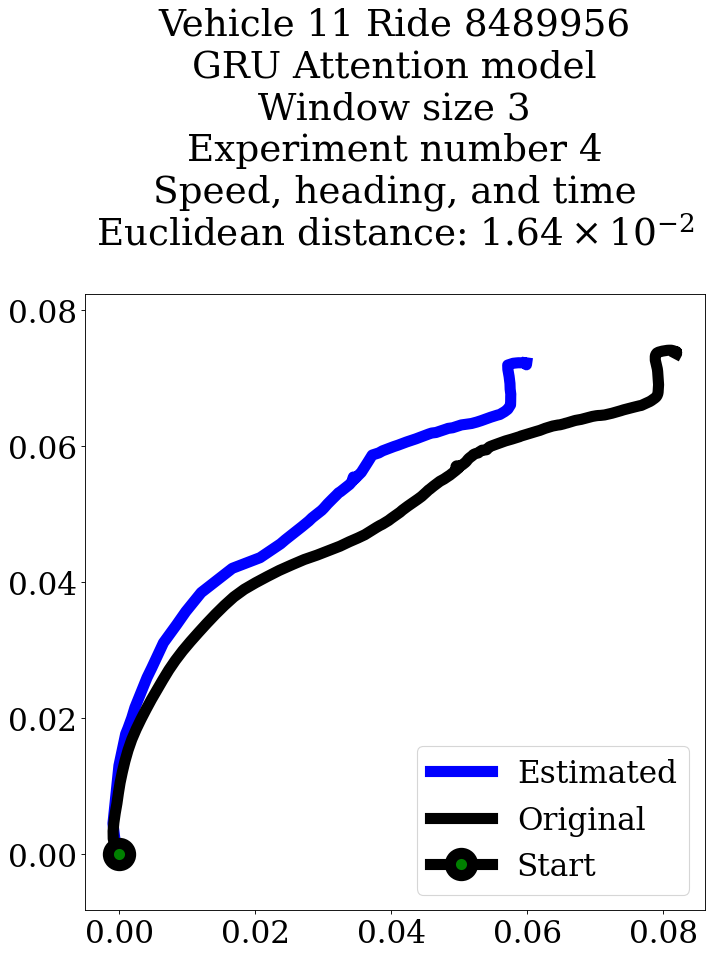 Vehicle 11 Ride 8489956
GRU Attention model
Window size 3
Experiment number 4
Speed, heading, and time
Euclidean distance: 1.64 × 10⁻²
0.08
0.06
0.04
0.02
0.00
Estimated
Original
Start
0.00 0.02 0.04 0.06 0.08